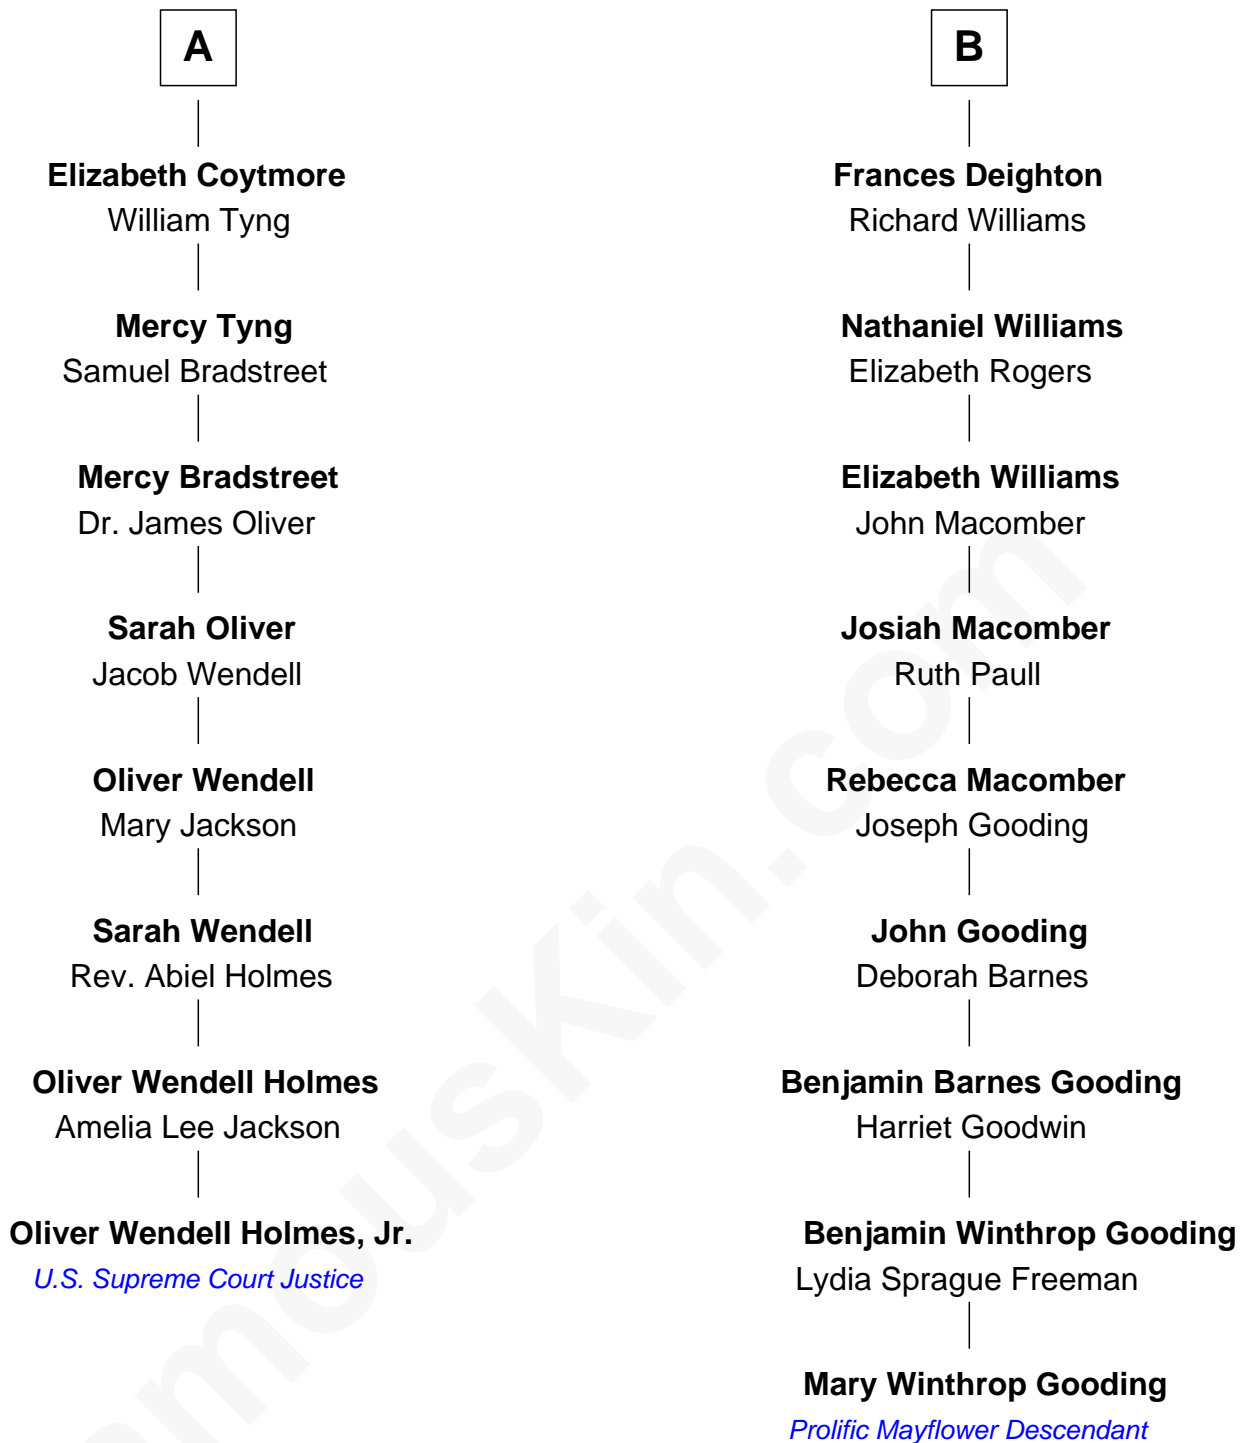 A
Elizabeth Coytmore
William Tyng
Mercy Tyng
Samuel Bradstreet
Mercy Bradstreet
Dr. James Oliver
Sarah Oliver
Jacob Wendell
Oliver Wendell
Mary Jackson
Sarah Wendell
Rev. Abiel Holmes
Oliver Wendell Holmes
Amelia Lee Jackson
Oliver Wendell Holmes, Jr.
U.S. Supreme Court Justice
B
Frances Deighton
Richard Williams
Nathaniel Williams
Elizabeth Rogers
Elizabeth Williams
John Macomber
Josiah Macomber
Ruth Paull
Rebecca Macomber
Joseph Gooding
John Gooding
Deborah Barnes
Benjamin Barnes Gooding
Harriet Goodwin
Benjamin Winthrop Gooding
Lydia Sprague Freeman
Mary Winthrop Gooding
Prolific Mayflower Descendant
amousKin.com